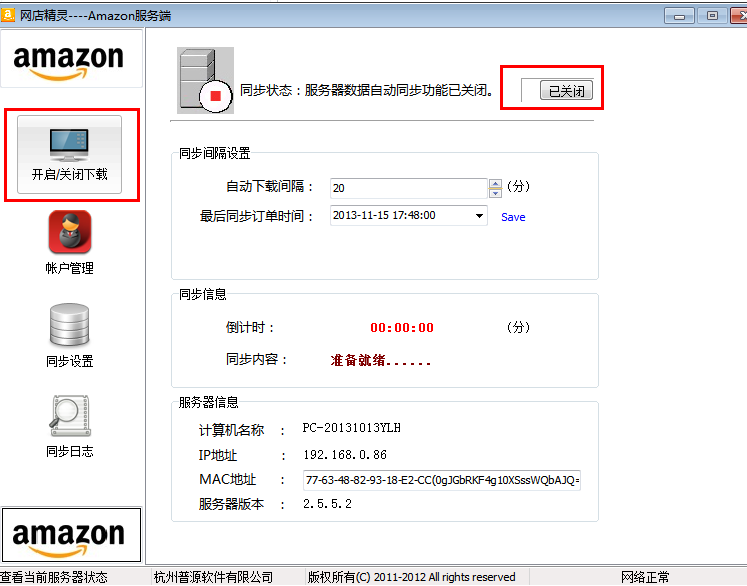 网店精灵----Amazon服务端
amazon
开启/关闭下载
帐户管理
同步设置
同步日志
amazon
同步状态：服务器数据自动同步功能已关闭。
已关闭
同步间隔设置
自动下载间隔： 20 (分)
最后同步订单时间： 2013-11-15 17:48:00 Save
同步信息
倒计时： 00:00:00 (分)
同步内容： 准备就绪......
服务器信息
计算机名称 ： PC-20131013YLH
IP地址 ： 192.168.0.86
MAC地址 ： 77-63-48-82-93-18-E2-CC(0gJGbRKF4g10XSssWQbAJQ=
服务器版本 ： 2.5.5.2
查看当前服务器状态 杭州普源软件有限公司 版权所有(C) 2011-2012 All rights reserved 网络正常